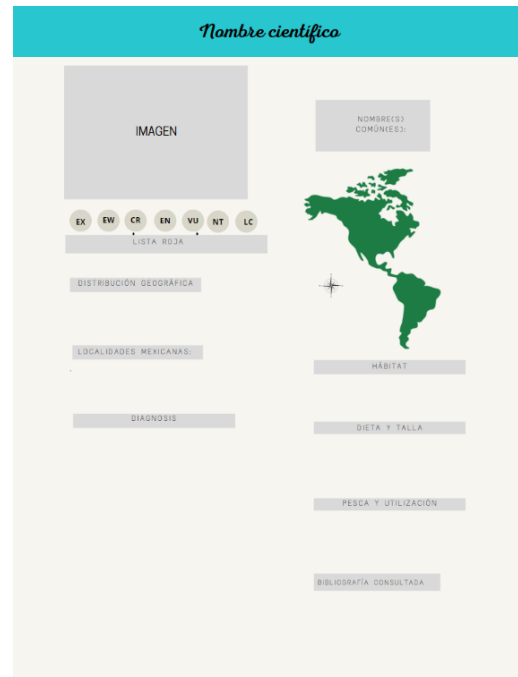 Nombre científico
IMAGEN
NOMBRE(S)
COMÚN(ES):
EX EW CR EN VU NT LC
LISTA ROJA
DISTRIBUCIÓN GEOGRÁFICA
LOCALIDADES MEXICANAS:
DIAGNOSIS
HÁBITAT
DIETA Y TALLA
PESCA Y UTILIZACIÓN
BIBLIOGRAFÍA CONSULTADA